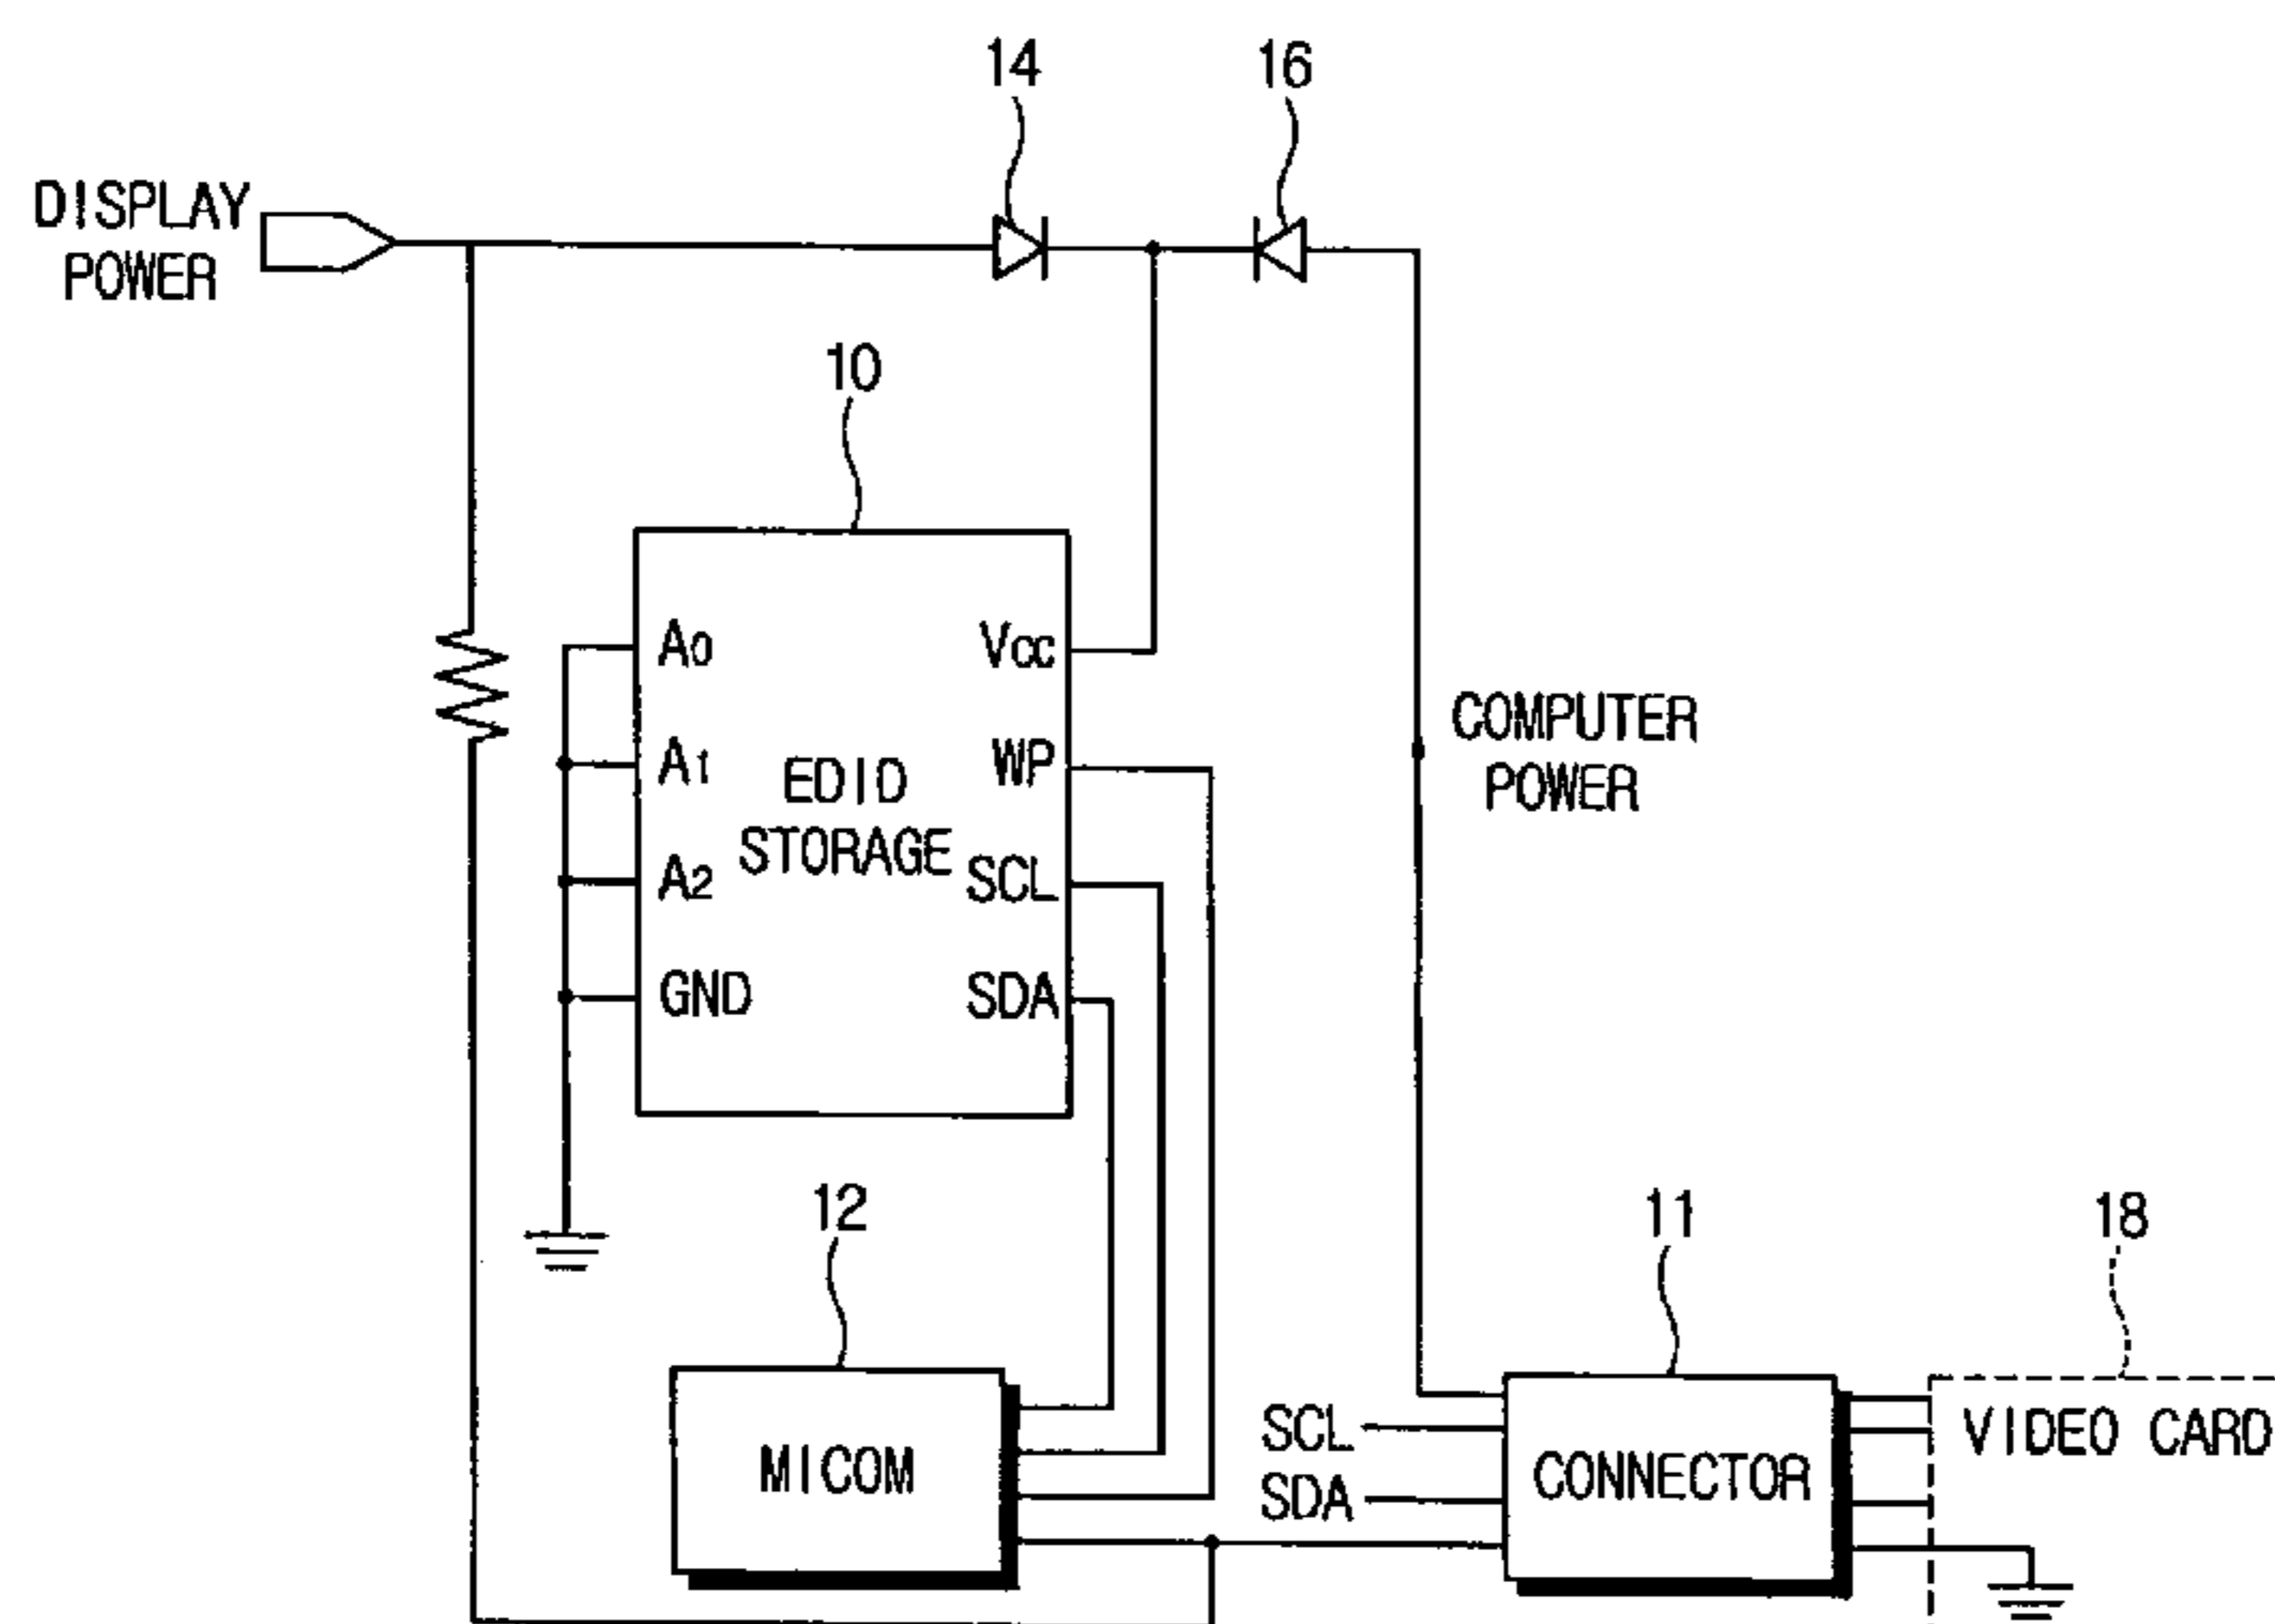 14
16
DISPLAY
POWER
10
A0
Vcc
A1
WP
EDID
STORAGE
A2
SCL
GND
SDA
COMPUTER
POWER
12
11
18
MICOM
SCL
SDA
CONNECTOR
VIDEO CARD